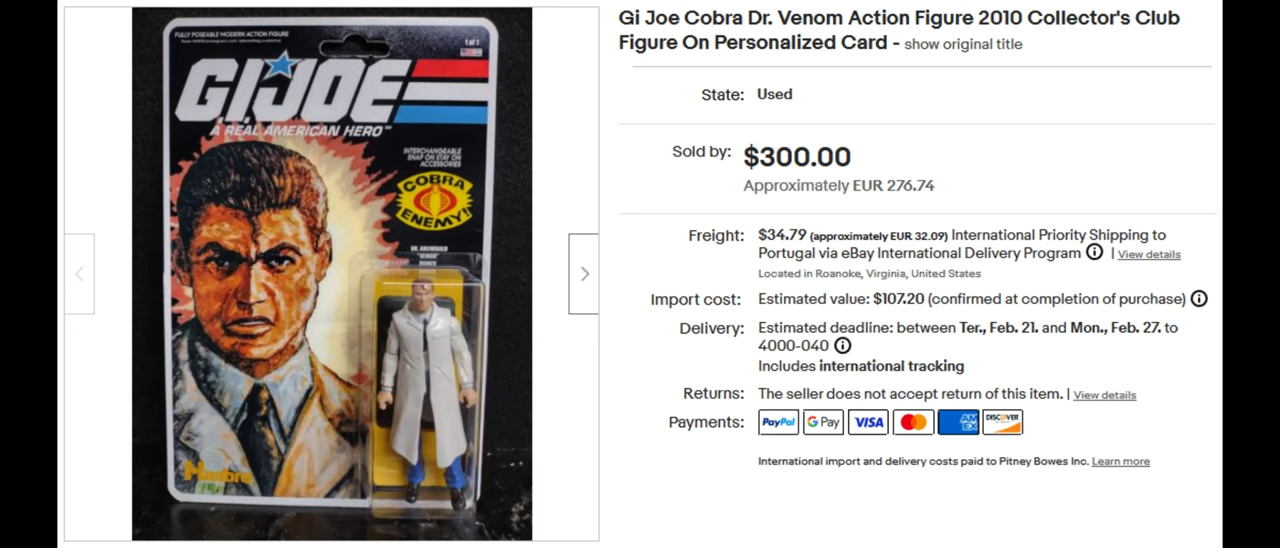 FULLY POSEABLE MODERN ACTION FIGURE
1 of 1
GI JOE
A REAL AMERICAN HERO™
INTERCHANGEABLE
SNAP ON STAY ON
ACCESSORIES
COBRA
ENEMY!
DR. ARCHIBALD
"VENOM"
Hasbro
Gi Joe Cobra Dr. Venom Action Figure 2010 Collector's Club
Figure On Personalized Card - show original title
State: Used
Sold by: $300.00
Approximately EUR 276.74
Freight: $34.79 (approximately EUR 32.09) International Priority Shipping to
Portugal via eBay International Delivery Program | View details
Located in Roanoke, Virginia, United States
Import cost: Estimated value: $107.20 (confirmed at completion of purchase)
Delivery: Estimated deadline: between Ter., Feb. 21. and Mon., Feb. 27. to
4000-040
Includes international tracking
Returns: The seller does not accept return of this item. | View details
Payments: PayPal G Pay VISA AMEX DISCOVER
International import and delivery costs paid to Pitney Bowes Inc. Learn more